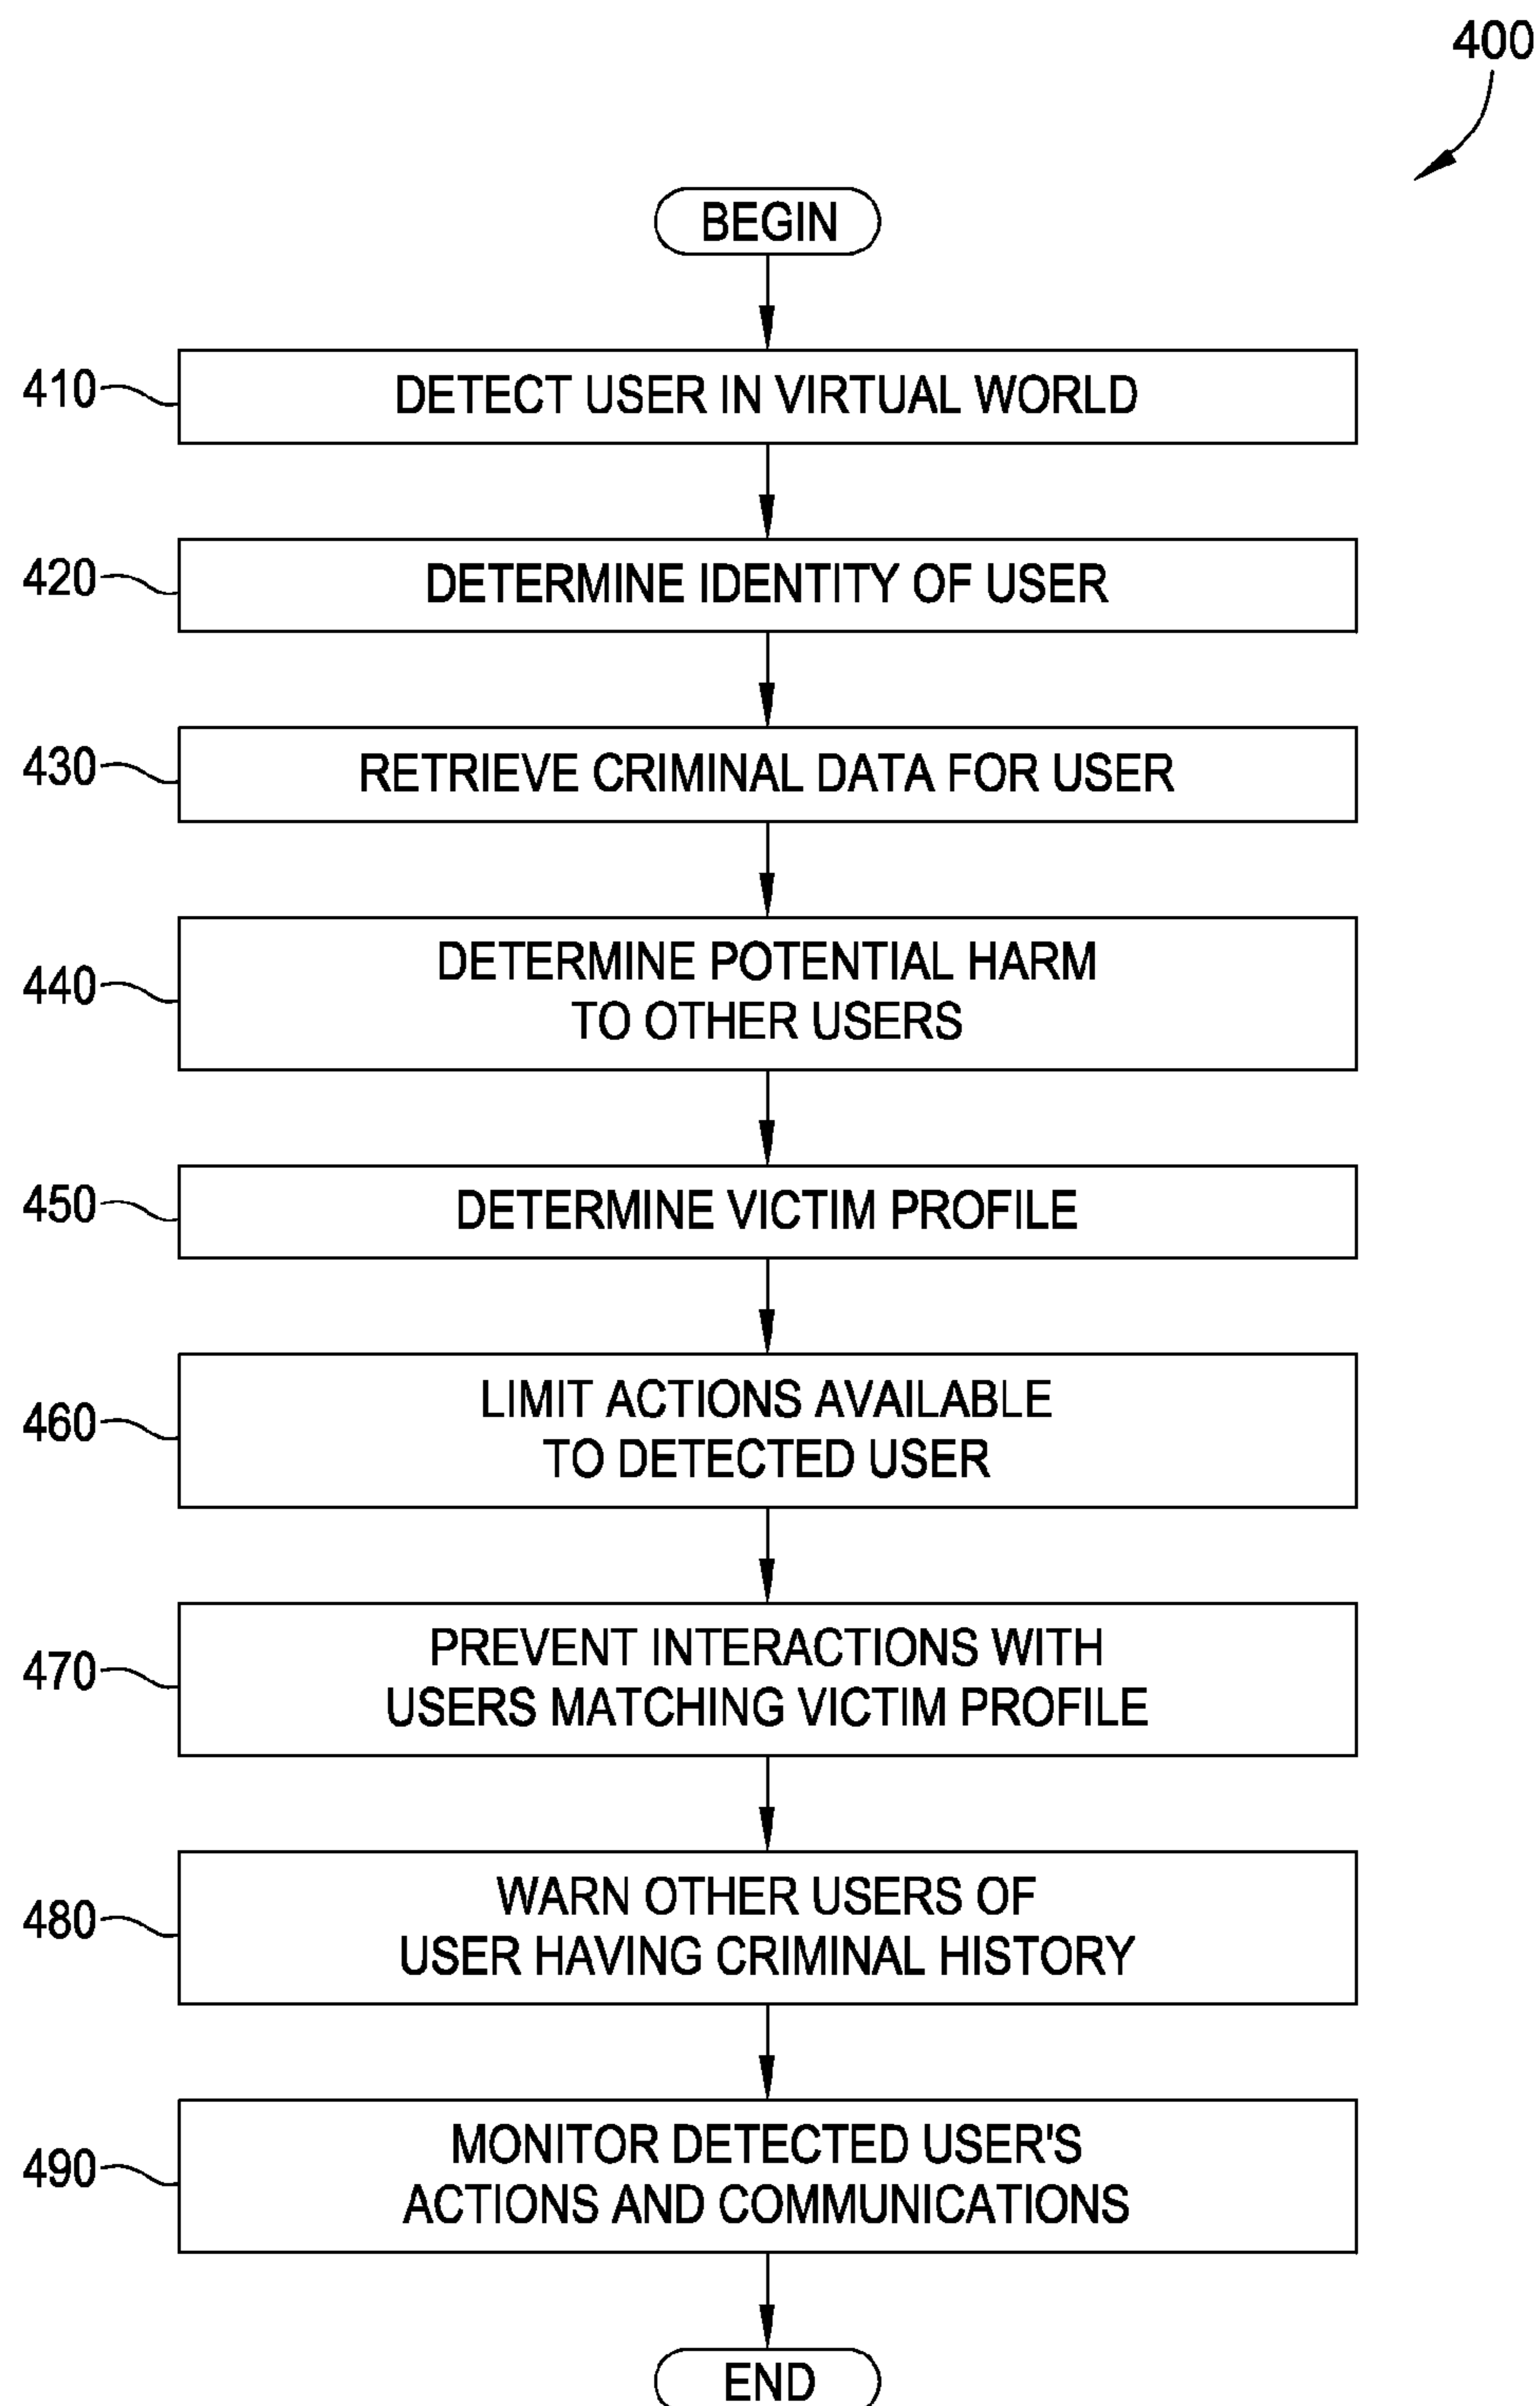 400
BEGIN
410
DETECT USER IN VIRTUAL WORLD
420
DETERMINE IDENTITY OF USER
430
RETRIEVE CRIMINAL DATA FOR USER
440
DETERMINE POTENTIAL HARM
TO OTHER USERS
450
DETERMINE VICTIM PROFILE
460
LIMIT ACTIONS AVAILABLE
TO DETECTED USER
470
PREVENT INTERACTIONS WITH
USERS MATCHING VICTIM PROFILE
480
WARN OTHER USERS OF
USER HAVING CRIMINAL HISTORY
490
MONITOR DETECTED USER'S
ACTIONS AND COMMUNICATIONS
END